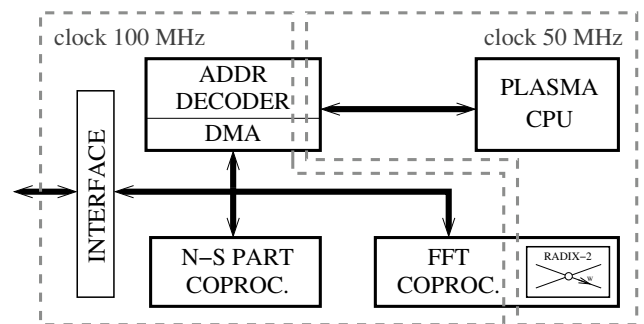 clock 100 MHz
clock 50 MHz
ADDR
DECODER
DMA
PLASMA
CPU
INTERFACE
N–S PART
COPROC.
FFT
COPROC.
RADIX–2
W